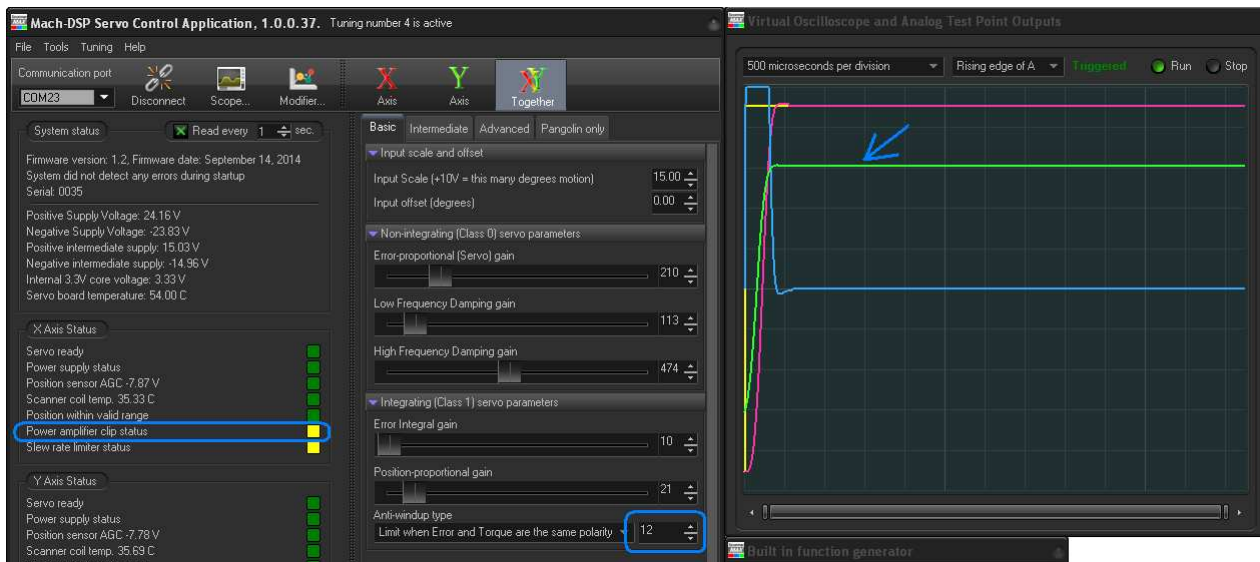 Mach-DSP Servo Control Application, 1.0.0.37. Tuning number 4 is active
File Tools Tuning Help
Communication port
COM23
Disconnect
Scope...
Modifier...
X
Axis
Y
Axis
Together
System status
Read every 1 sec.
Firmware version: 1.2, Firmware date: September 14, 2014
System did not detect any errors during startup
Serial: 0035
Positive Supply Voltage: 24.16 V
Negative Supply Voltage: -23.83 V
Positive intermediate supply: 15.03 V
Negative intermediate supply: -14.96 V
Internal 3.3V core voltage: 3.33 V
Servo board temperature: 54.00 C
X Axis Status
Servo ready
Power supply status
Position sensor AGC -7.87 V
Scanner coil temp. 35.33 C
Position within valid range
Power amplifier clip status
Slew rate limiter status
Y Axis Status
Servo ready
Power supply status
Position sensor AGC -7.78 V
Scanner coil temp. 35.69 C
Basic Intermediate Advanced Pangolin only
Input scale and offset
Input Scale (+10V = this many degrees motion) 15.00
Input offset (degrees) 0.00
Non-integrating (Class 0) servo parameters
Error-proportional (Servo) gain
210
Low Frequency Damping gain
113
High Frequency Damping gain
474
Integrating (Class 1) servo parameters
Error Integral gain
10
Position-proportional gain
21
Anti-windup type
Limit when Error and Torque are the same polarity 12
Virtual Oscilloscope and Analog Test Point Outputs
500 microseconds per division Rising edge of A Triggered Run Stop
Built in function generator